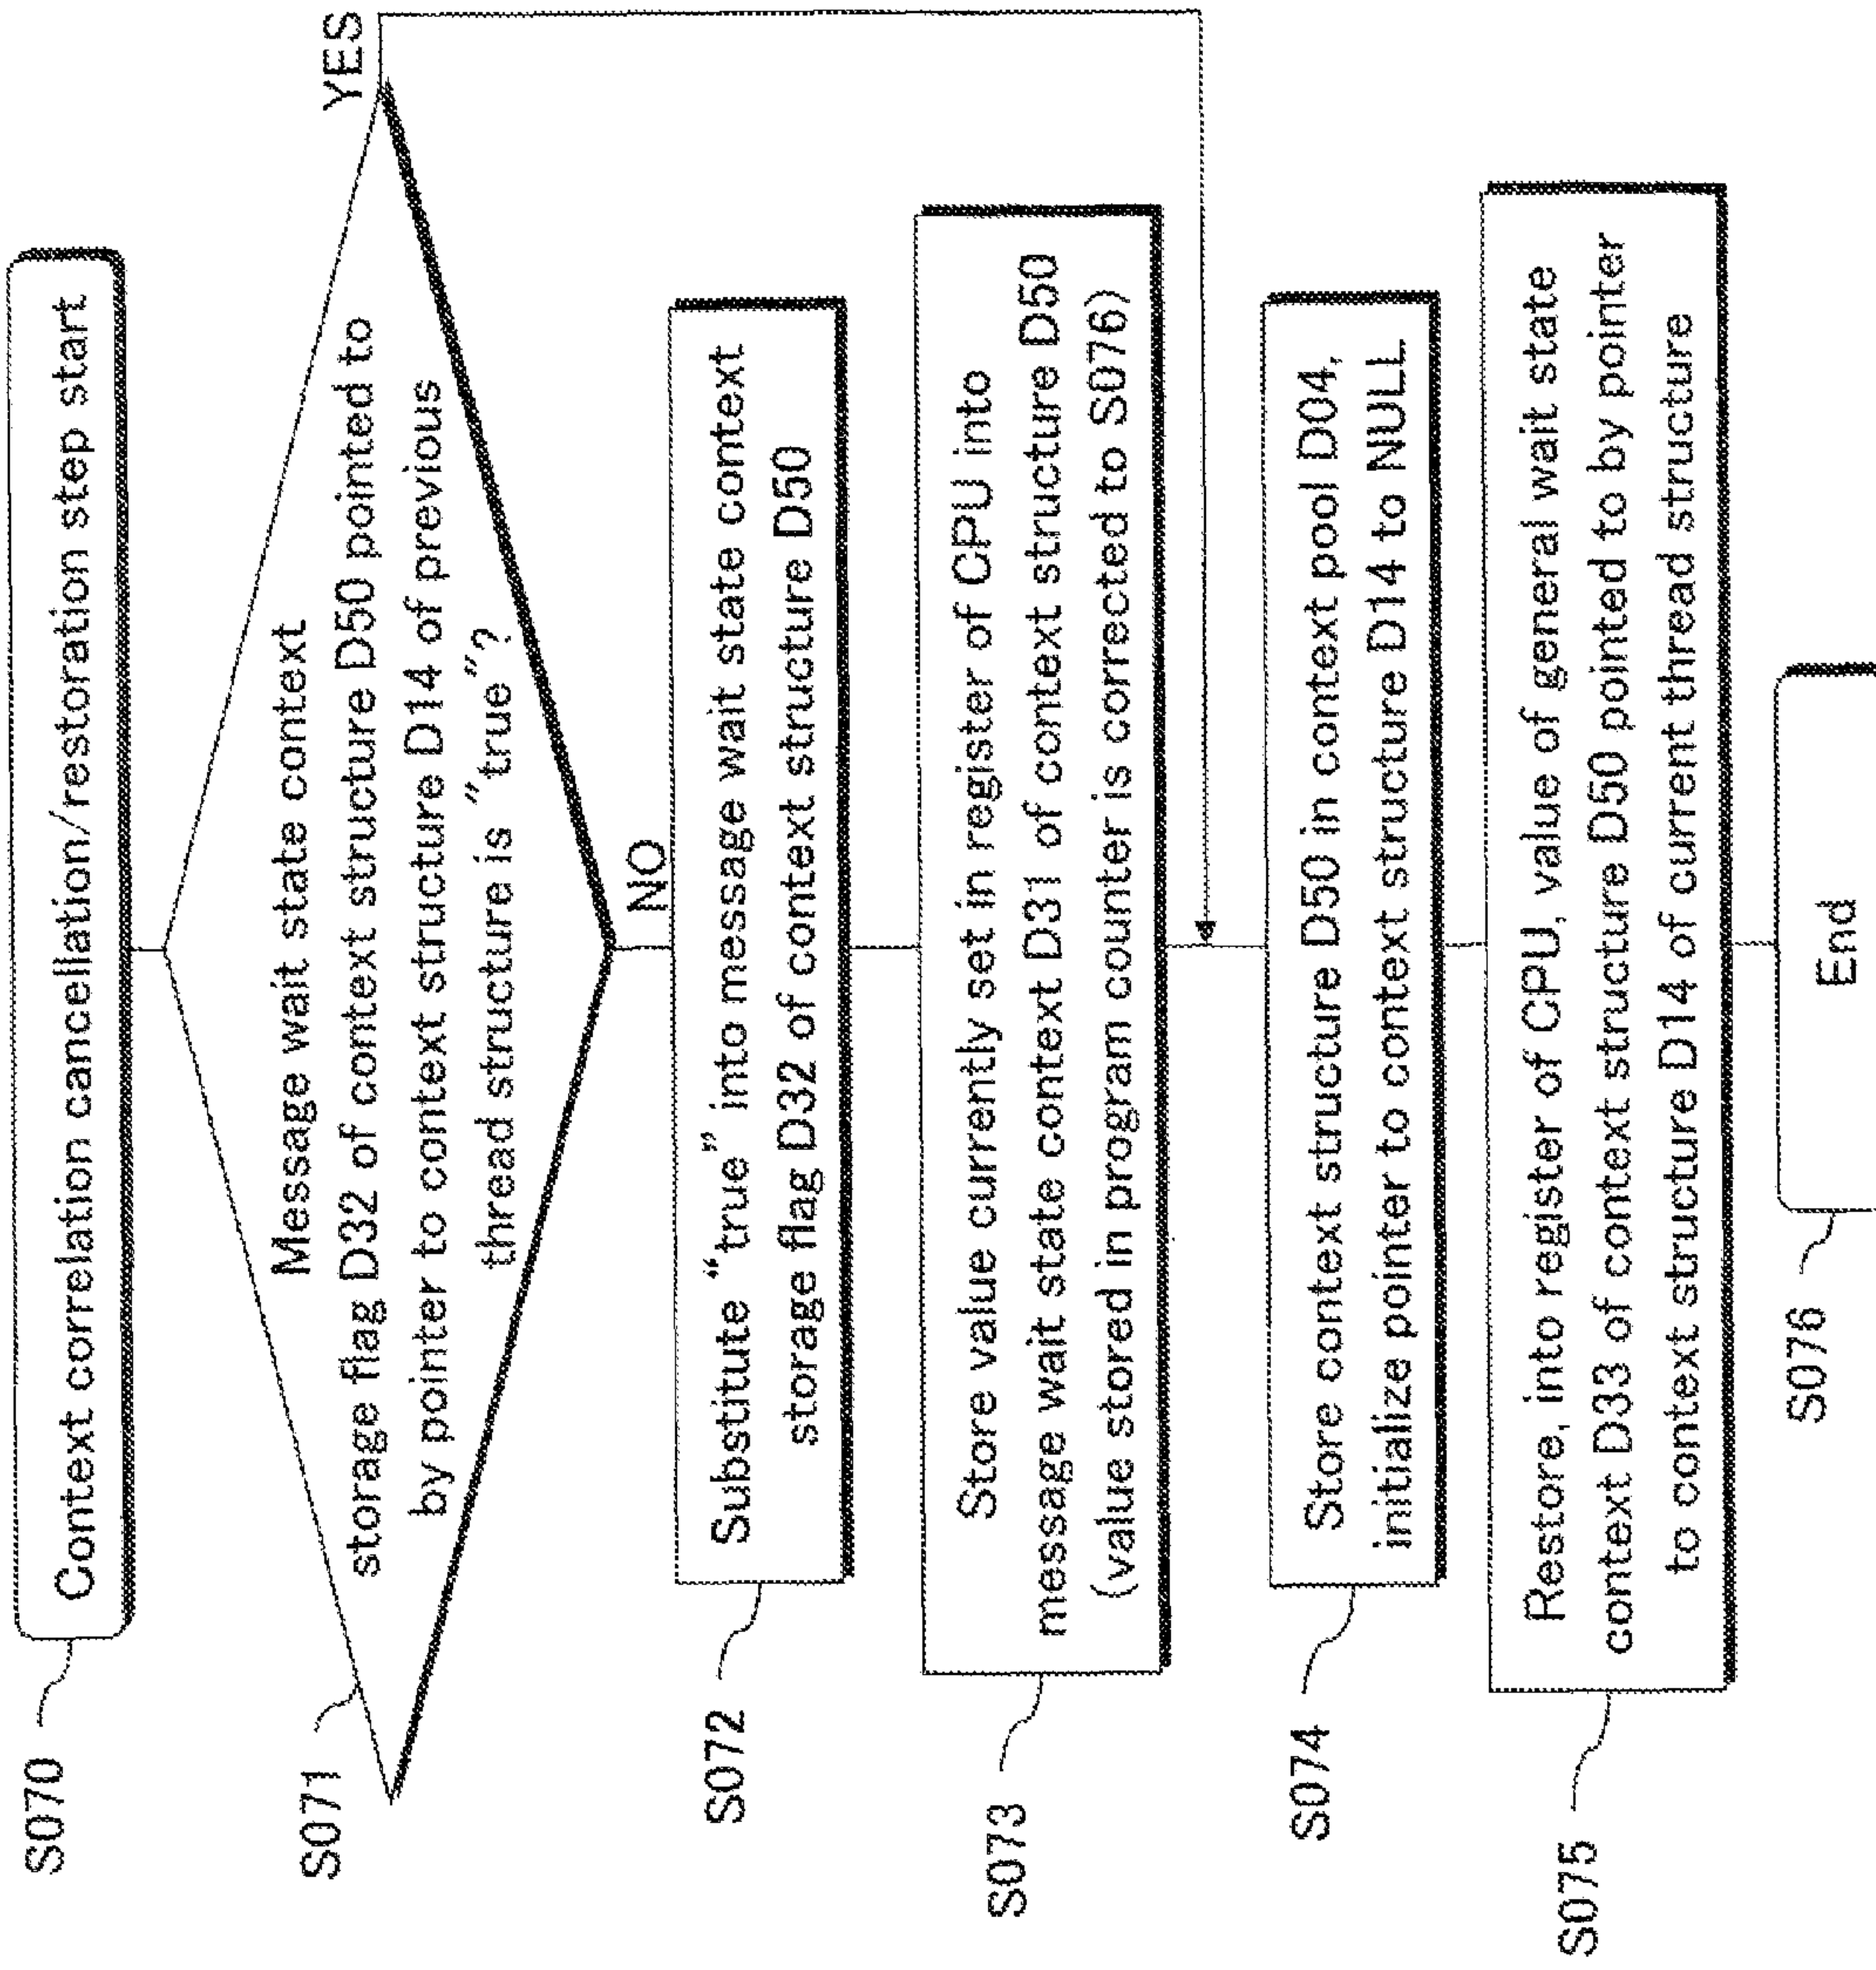 S070
Context correlation cancellation/restoration step start
S071
Message wait state context
storage flag D32 of context structure D50 pointed to
by pointer to context structure D14 of previous
thread structure is "true"?
YES
NO
S072
Substitute “true” into message wait state context
storage flag D32 of context structure D50
S073
Store value currently set in register of CPU into
message wait state context D31 of context structure D50
(value stored in program counter is corrected to S076)
S074
Store context structure D50 in context pool D04,
initialize pointer to context structure D14 to NULL
S075
Restore, into register of CPU, value of general wait state
context D33 of context structure D50 pointed to by pointer
to context structure D14 of current thread structure
S076
End